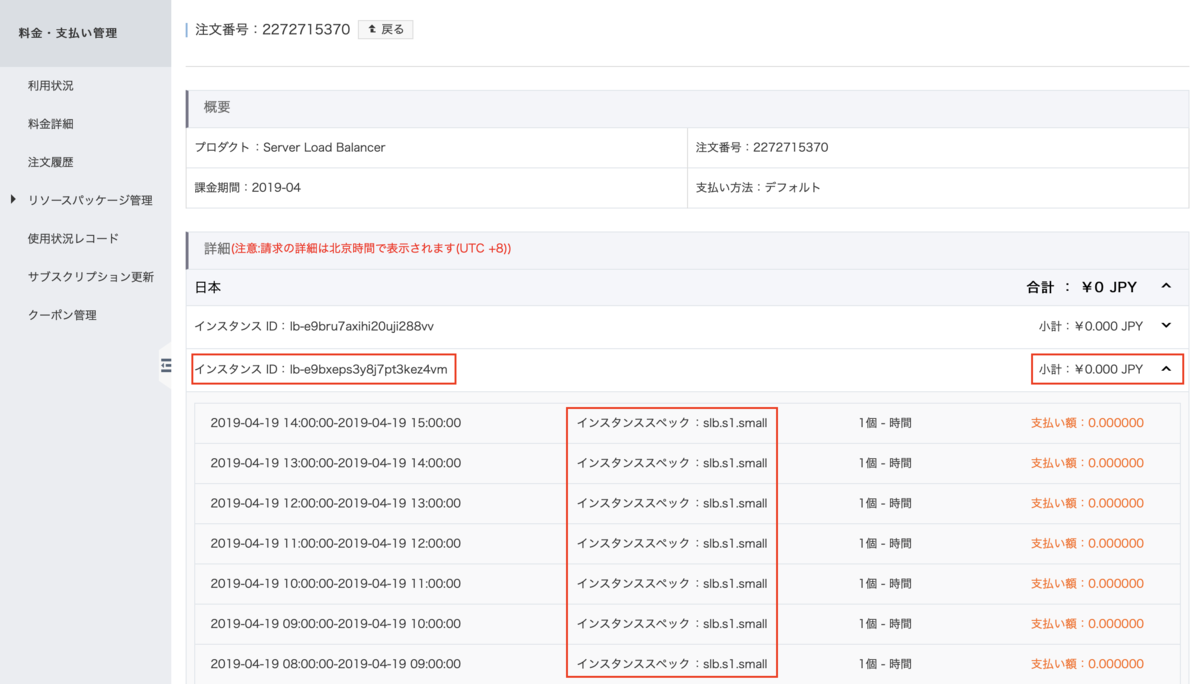 料金・支払い管理
利用状況
料金詳細
注文履歴
リソースパッケージ管理
使用状況レコード
サブスクリプション更新
クーポン管理
注文番号：2272715370 戻る
概要
プロダクト：Server Load Balancer 注文番号：2272715370
課金期間：2019-04 支払い方法：デフォルト
詳細(注意:請求の詳細は北京時間で表示されます(UTC +8))
日本 合計 ： ￥0 JPY
インスタンス ID：lb-e9bru7axihi20uji288vv 小計：￥0.000 JPY
インスタンス ID：lb-e9bxeps3y8j7pt3kez4vm 小計：￥0.000 JPY
2019-04-19 14:00:00-2019-04-19 15:00:00 インスタンススペック：slb.s1.small 1個 - 時間 支払い額：0.000000
2019-04-19 13:00:00-2019-04-19 14:00:00 インスタンススペック：slb.s1.small 1個 - 時間 支払い額：0.000000
2019-04-19 12:00:00-2019-04-19 13:00:00 インスタンススペック：slb.s1.small 1個 - 時間 支払い額：0.000000
2019-04-19 11:00:00-2019-04-19 12:00:00 インスタンススペック：slb.s1.small 1個 - 時間 支払い額：0.000000
2019-04-19 10:00:00-2019-04-19 11:00:00 インスタンススペック：slb.s1.small 1個 - 時間 支払い額：0.000000
2019-04-19 09:00:00-2019-04-19 10:00:00 インスタンススペック：slb.s1.small 1個 - 時間 支払い額：0.000000
2019-04-19 08:00:00-2019-04-19 09:00:00 インスタンススペック：slb.s1.small 1個 - 時間 支払い額：0.000000